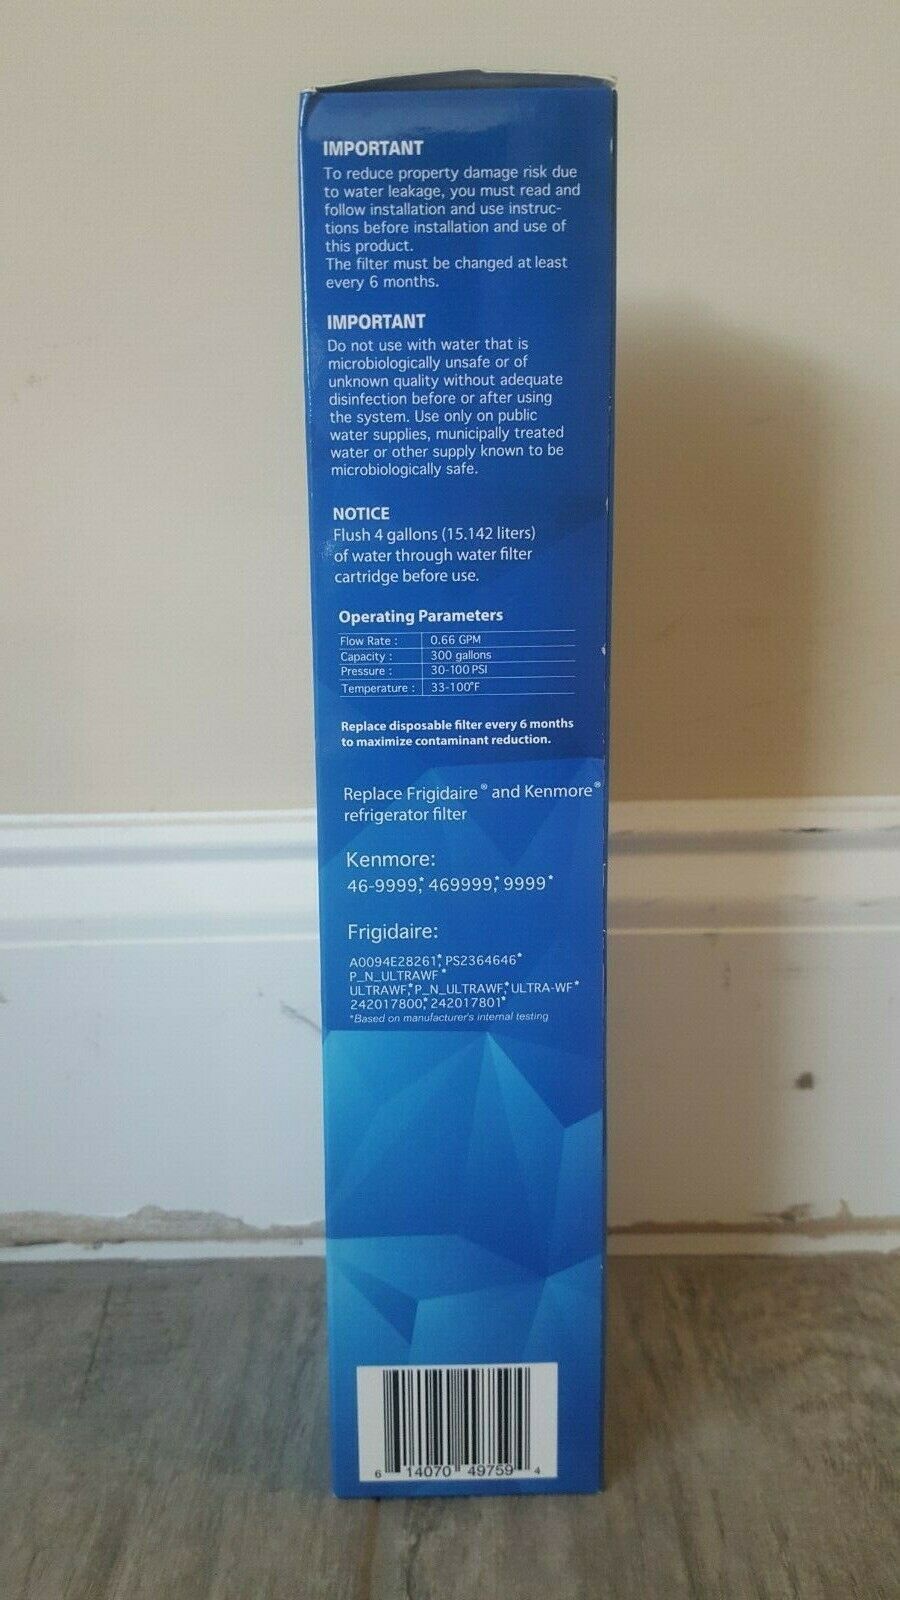 IMPORTANT
To reduce property damage risk due
to water leakage, you must read and
follow installation and use instruc-
tions before installation and use of
this product.
The filter must be changed at least
every 6 months.
IMPORTANT
Do not use with water that is
microbiologically unsafe or of
unknown quality without adequate
disinfection before or after using
the system. Use only on public
water supplies, municipally treated
water or other supply known to be
microbiologically safe.
NOTICE
Flush 4 gallons (15.142 liters)
of water through water filter
cartridge before use.
Operating Parameters
Flow Rate : 0.66 GPM
Capacity : 300 gallons
Pressure : 30-100 PSI
Temperature : 33-100°F
Replace disposable filter every 6 months
to maximize contaminant reduction.
Replace Frigidaire® and Kenmore®
refrigerator filter
Kenmore:
46-9999,* 469999,* 9999*
Frigidaire:
A0094E28261,* PS2364646*
P_N_ULTRAWF*
ULTRAWF,* P_N_ULTRAWF,* ULTRA-WF*
242017800,* 242017801*
*Based on manufacturer's internal testing
6 14070 49759 4